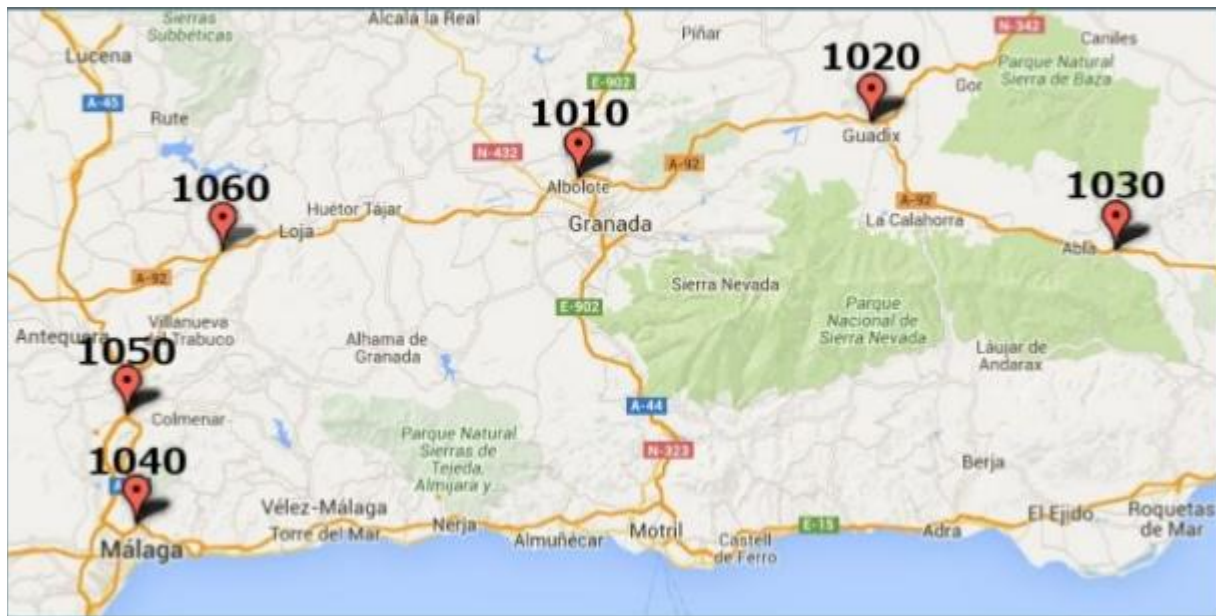 Sierras
Subbéticas
Alcalá la Real
N-342
Lucena
Piñar
Caniles
1020
Parque Natural
Sierra de Baza
E-902
Gor
A-45
Rute
1010
Guadix
N-432
A-92
1060
Albolote
1030
Huétor Tájar
A-92
La Calahorra
Loja
Granada
Abla
A-92
Sierra Nevada
Antequera
Villanueva
del Trabuco
E-902
Parque
Nacional de
Sierra Nevada
1050
Alhama de
Granada
Láujar de
Andarax
Colmenar
A-44
Parque Natural
Sierras de
Tejeda,
Almijara y...
N-323
1040
Berja
Vélez-Málaga
Málaga
Torre del Mar
Nerja
Almuñécar
Motril
Castell
de Ferro
E-15
Adra
El Ejido
Roquetas
de Mar